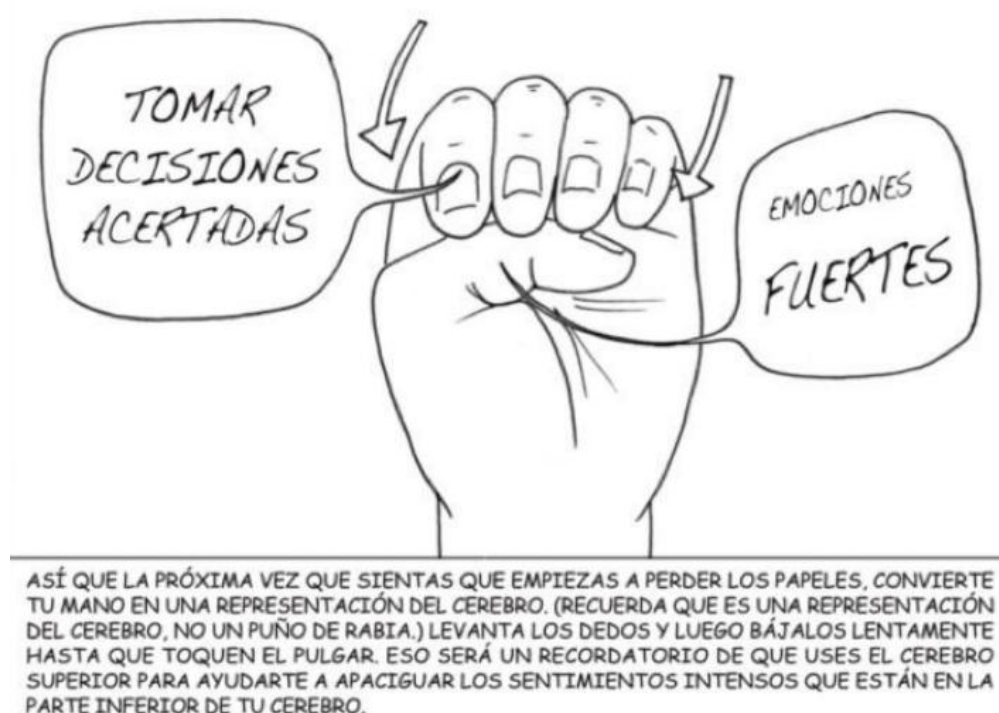 TOMAR
DECISIONES
ACERTADAS
EMOCIONES
FUERTES
ASÍ QUE LA PRÓXIMA VEZ QUE SIENTAS QUE EMPIEZAS A PERDER LOS PAPELES, CONVIERTE
TU MANO EN UNA REPRESENTACIÓN DEL CEREBRO. (RECUERDA QUE ES UNA REPRESENTACIÓN
DEL CEREBRO, NO UN PUÑO DE RABIA.) LEVANTA LOS DEDOS Y LUEGO BÁJALOS LENTAMENTE
HASTA QUE TOQUEN EL PULGAR. ESO SERÁ UN RECORDATORIO DE QUE USES EL CEREBRO
SUPERIOR PARA AYUDARTE A APACIGUAR LOS SENTIMIENTOS INTENSOS QUE ESTÁN EN LA
PARTE INFERIOR DE TU CEREBRO.